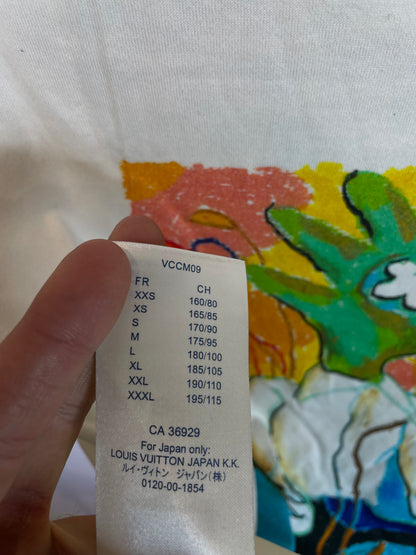 VCCM09
FR CH
XXS 160/80
XS 165/85
S 170/90
M 175/95
L 180/100
XL 185/105
XXL 190/110
XXXL 195/115
CA 36929
For Japan only:
LOUIS VUITTON JAPAN K.K.
ルイ・ヴィトン ジャパン(株)
0120-00-1854